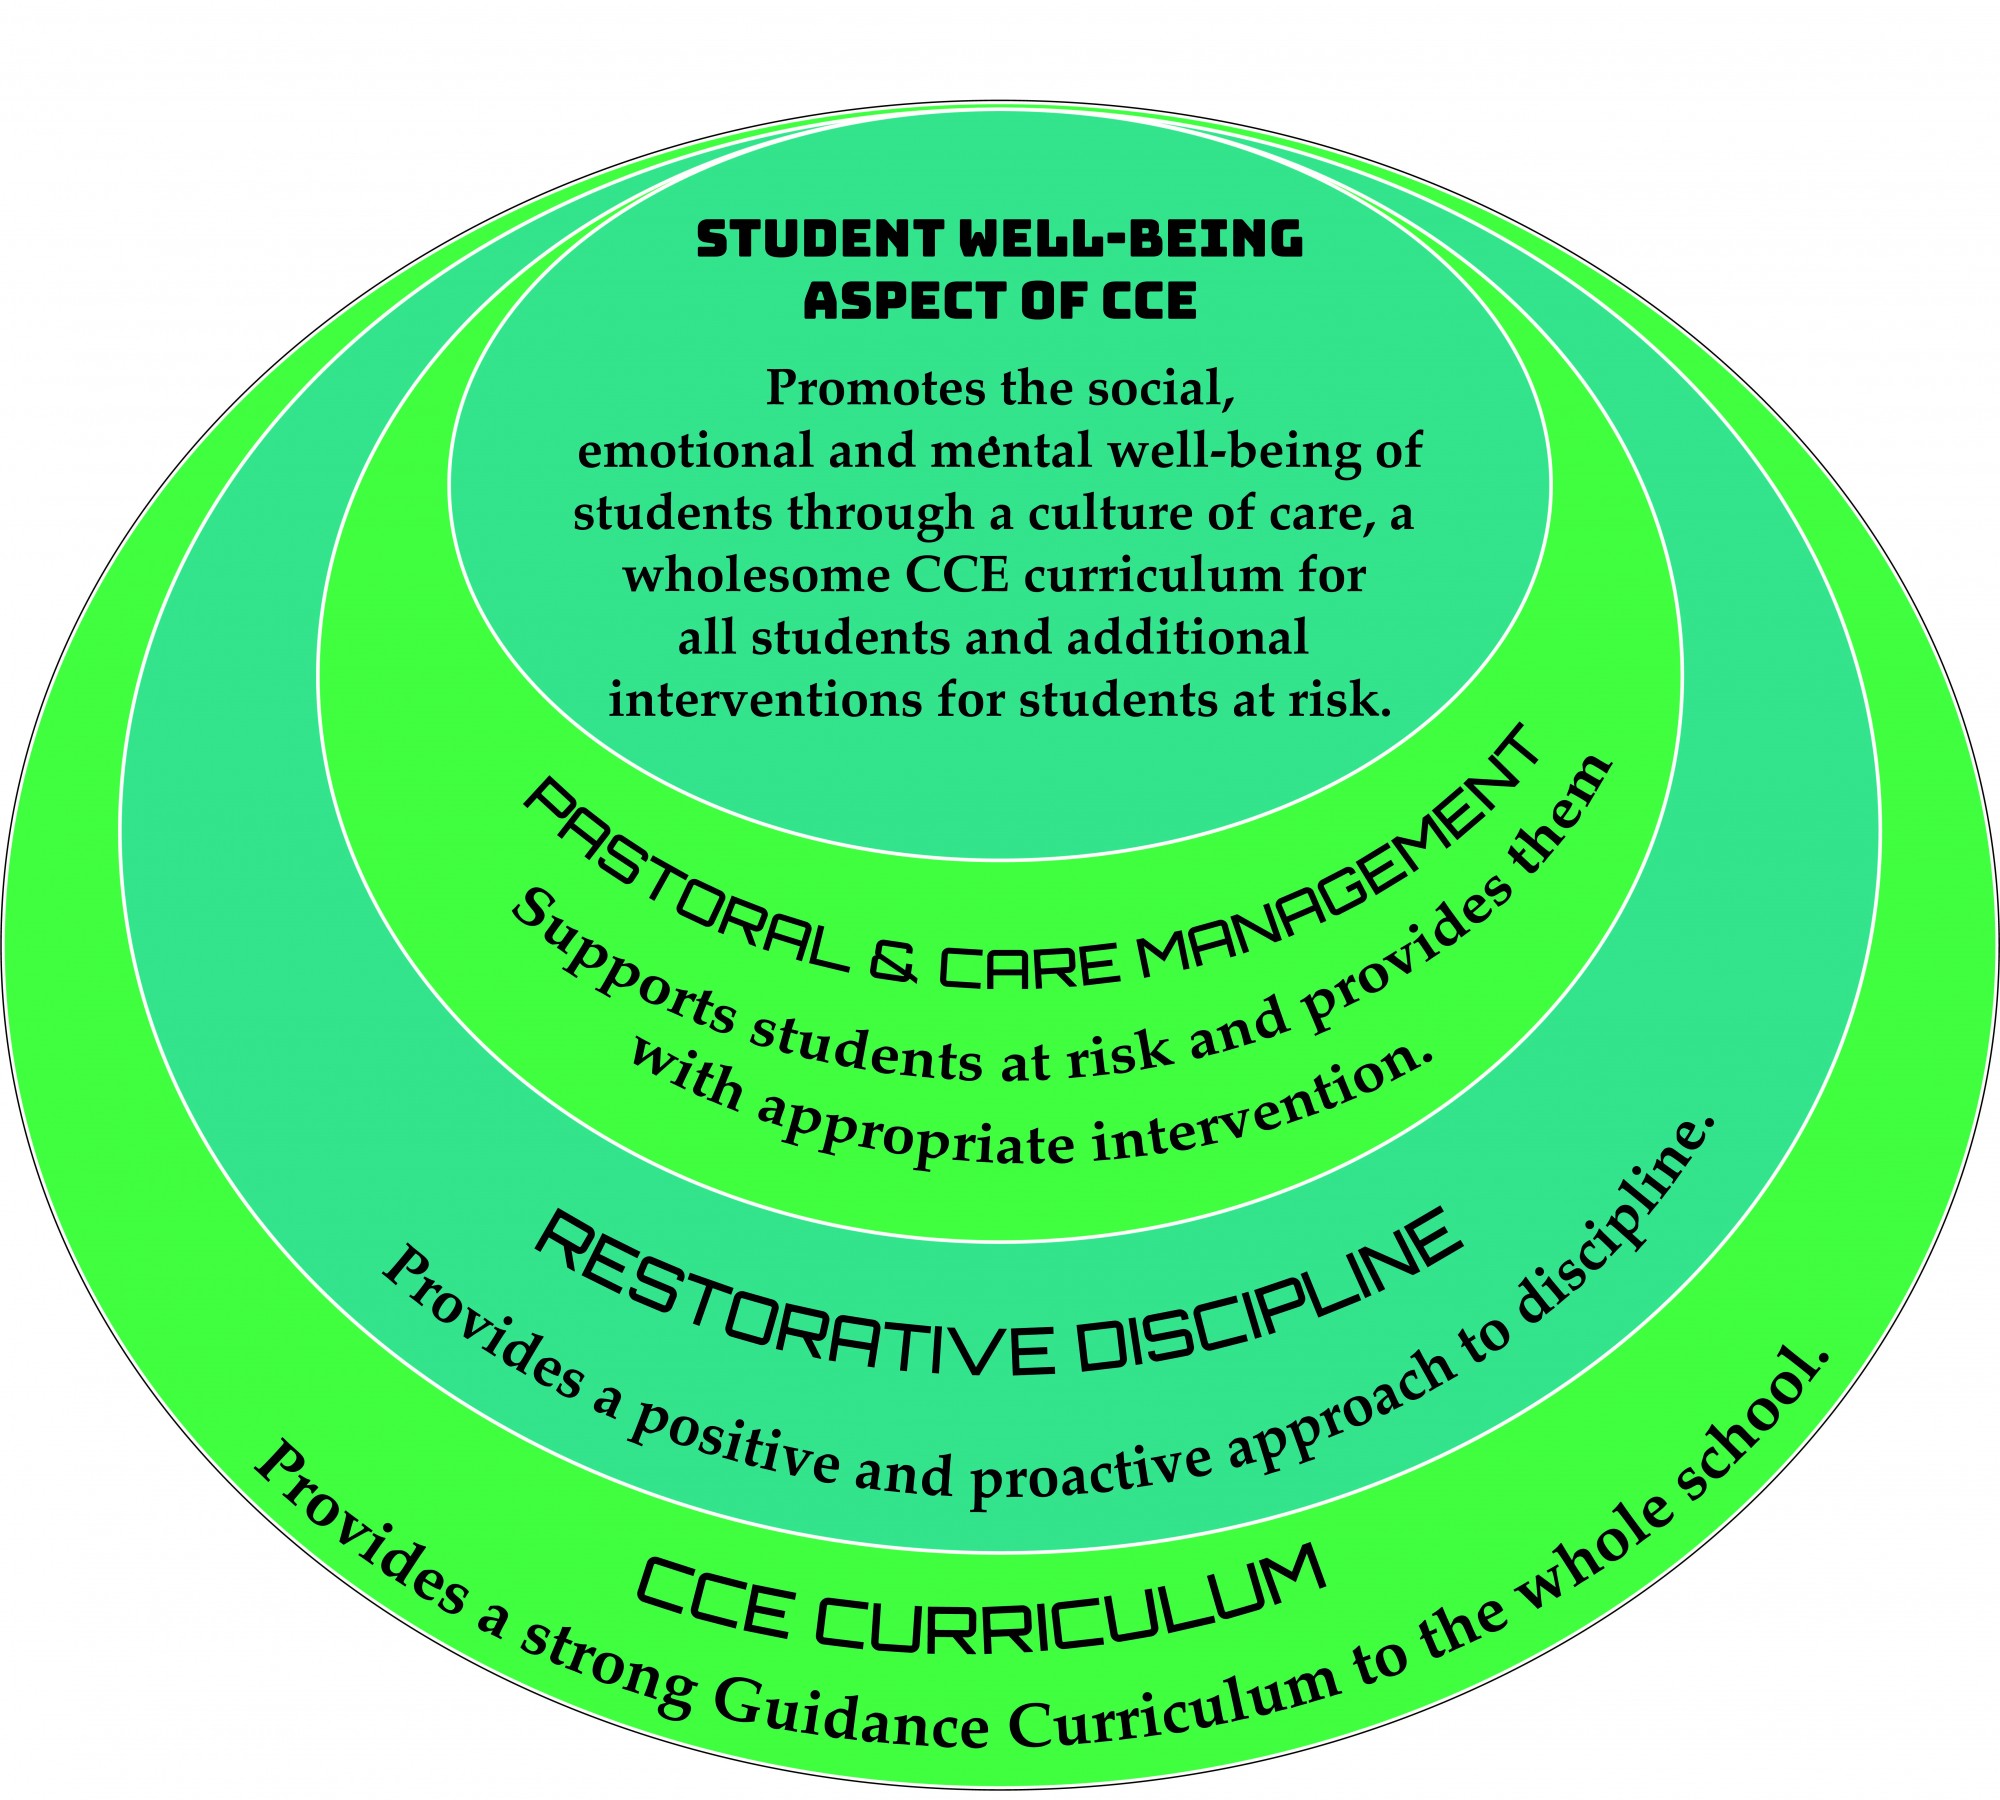 STUDENT WELL-BEING
ASPECT OF CCE
Promotes the social,
emotional and mental well-being of
students through a culture of care, a
wholesome CCE curriculum for
all students and additional
interventions for students at risk.
PASTORAL & CARE MANAGEMENT
Supports students at risk and provides them
with appropriate intervention.
RESTORATIVE DISCIPLINE
Provides a positive and proactive approach to discipline.
CCE CURRICULUM
Provides a strong Guidance Curriculum to the whole school.